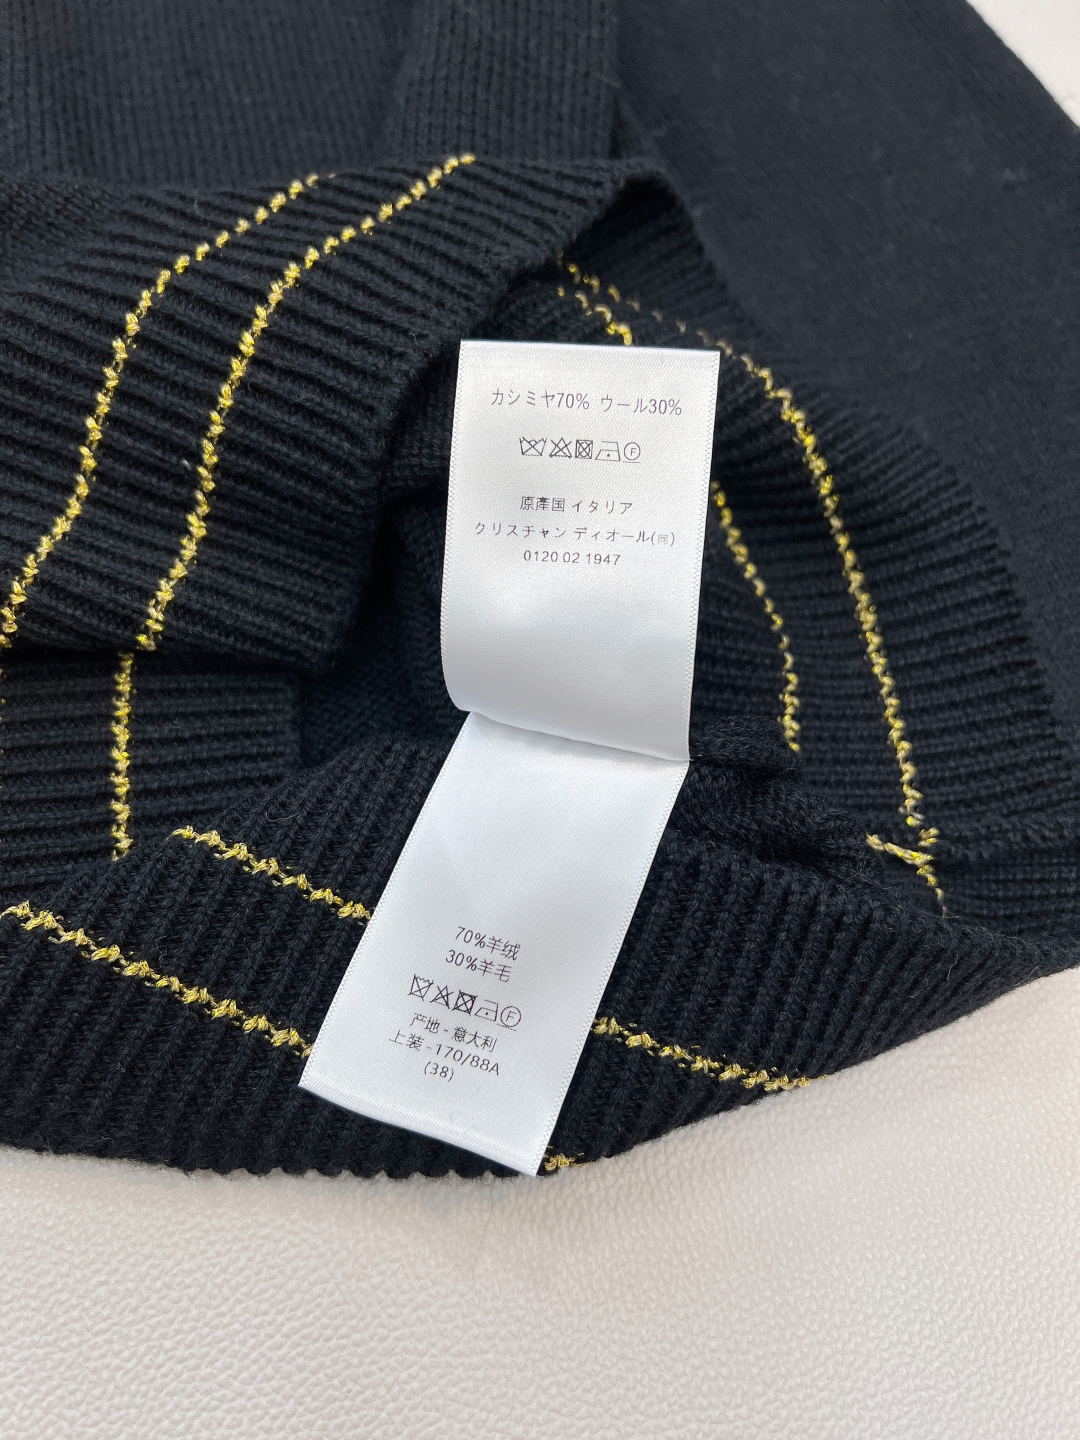 カシミヤ70% ウール30%
F
原產国 イタリア
クリスチャン ディオール(同)
0120 02 1947
70%羊绒
30%羊毛
F
产地 - 意大利
上装 -170/88A
(38)